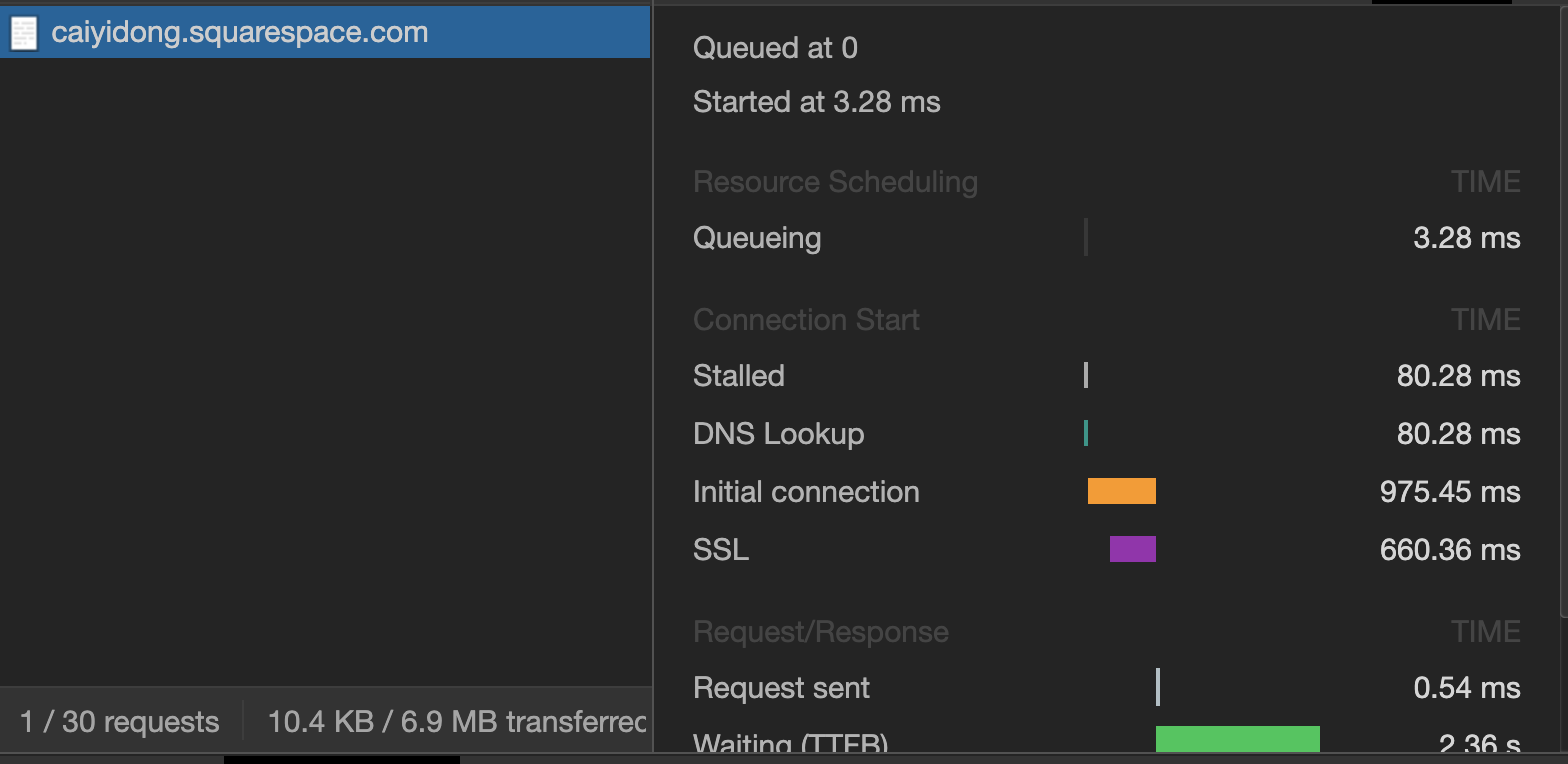 caiyidong.squarespace.com
Queued at 0
Started at 3.28 ms
Resource Scheduling TIME
Queueing 3.28 ms
Connection Start TIME
Stalled 80.28 ms
DNS Lookup 80.28 ms
Initial connection 975.45 ms
SSL 660.36 ms
Request/Response TIME
Request sent 0.54 ms
Waiting (TTFB) 2.36 s
1 / 30 requests 10.4 KB / 6.9 MB transferred